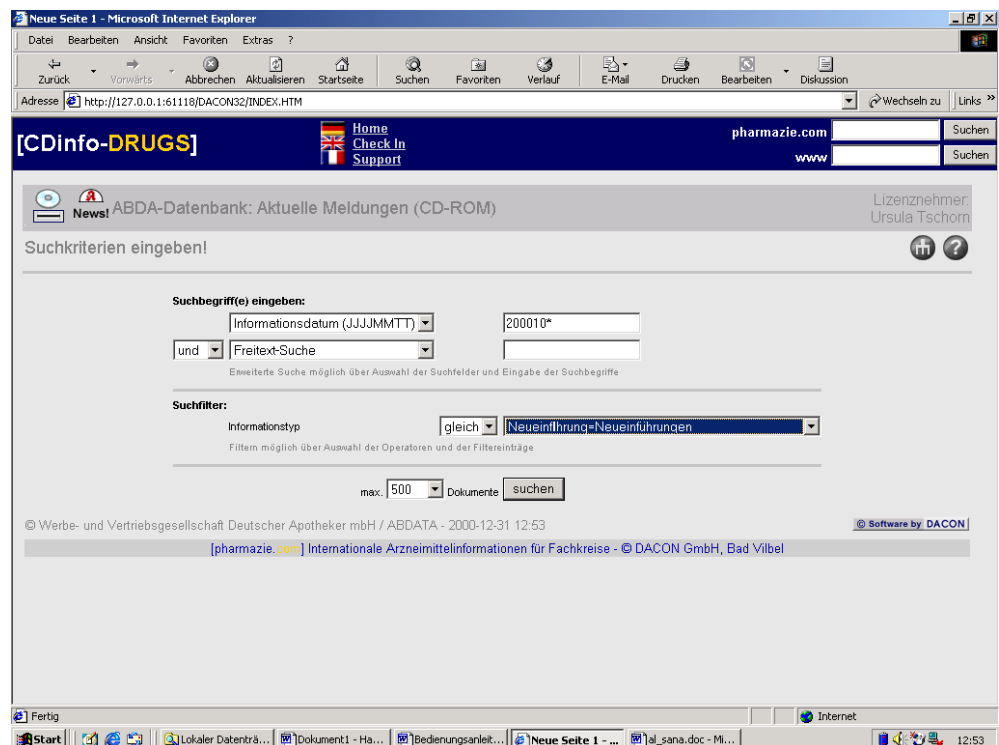 Neue Seite 1 - Microsoft Internet Explorer
Datei Bearbeiten Ansicht Favoriten Extras ?
Zurück Vorwärts Abbrechen Aktualisieren Startseite Suchen Favoriten Verlauf E-Mail Drucken Bearbeiten Diskussion
Adresse http://127.0.0.1:61118/DACON32/INDEX.HTM Wechseln zu Links »
[CDinfo-DRUGS] Home pharmazie.com Suchen
Check In
Support www Suchen
News! ABDA-Datenbank: Aktuelle Meldungen (CD-ROM) Lizenznehmer:
Ursula Tschorn
Suchkriterien eingeben! ?
Suchbegriff(e) eingeben:
Informationsdatum (JJJJMMTT) 200010*
und Freitext-Suche
Erweiterte Suche möglich über Auswahl der Suchfelder und Eingabe der Suchbegriffe
Suchfilter:
Informationstyp gleich Neueinfhrung=Neueinführungen
Filtern möglich über Auswahl der Operatoren und der Filtereinträge
max. 500 Dokumente suchen
© Werbe- und Vertriebsgesellschaft Deutscher Apotheker mbH / ABDATA - 2000-12-31 12:53 © Software by DACON
[pharmazie.com] Internationale Arzneimittelinformationen für Fachkreise - © DACON GmbH, Bad Vilbel
Fertig Internet
Start Lokaler Datenträ... Dokument1 - Ha... Bedienungsanleit... Neue Seite 1 - ... al_sana.doc - Mi... 12:53